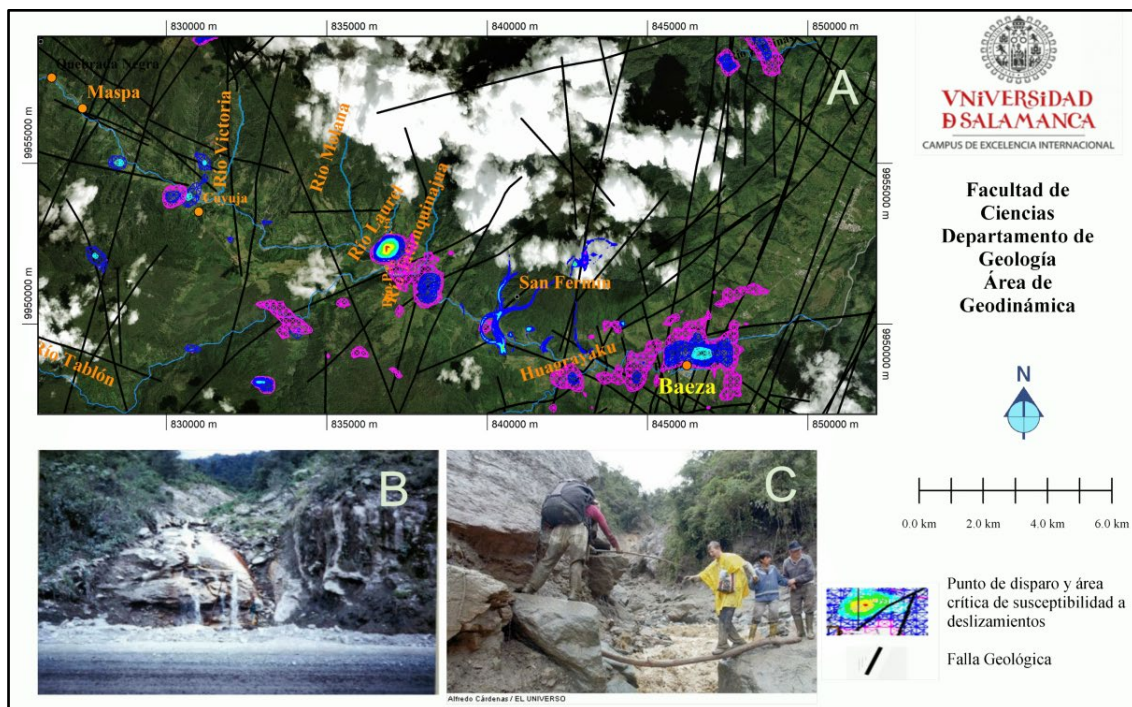 830000 m
835000 m
840000 m
845000 m
850000 m
9955000 m
9950000 m
9955000 m
9950000 m
A
Quebrada Negra
Maspa
Río Victoria
Cuyuja
Río Malana
Río Laurel
San Fermín
Huagrayaku
Baeza
Río Tablón
830000 m
835000 m
840000 m
845000 m
850000 m
VNiVERSiDAD
D SALAMANCA
CAMPUS DE EXCELENCIA INTERNACIONAL
Facultad de
Ciencias
Departamento de
Geología
Área de
Geodinámica
N
0.0 km
2.0 km
4.0 km
6.0 km
Punto de disparo y área
crítica de susceptibilidad a
deslizamientos
Falla Geológica
B
C
Alfredo Cárdenas / EL UNIVERSO